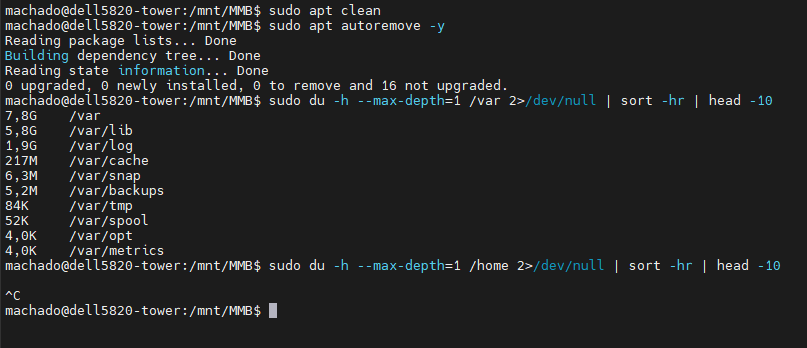 machado@dell5820-tower:/mnt/MMB$ sudo apt clean
machado@dell5820-tower:/mnt/MMB$ sudo apt autoremove -y
Reading package lists... Done
Building dependency tree... Done
Reading state information... Done
0 upgraded, 0 newly installed, 0 to remove and 16 not upgraded.
machado@dell5820-tower:/mnt/MMB$ sudo du -h --max-depth=1 /var 2>/dev/null | sort -hr | head -10
7,8G    /var
5,8G    /var/lib
1,9G    /var/log
217M    /var/cache
6,3M    /var/snap
5,2M    /var/backups
84K     /var/tmp
52K     /var/spool
4,0K    /var/opt
4,0K    /var/metrics
machado@dell5820-tower:/mnt/MMB$ sudo du -h --max-depth=1 /home 2>/dev/null | sort -hr | head -10
^C
machado@dell5820-tower:/mnt/MMB$